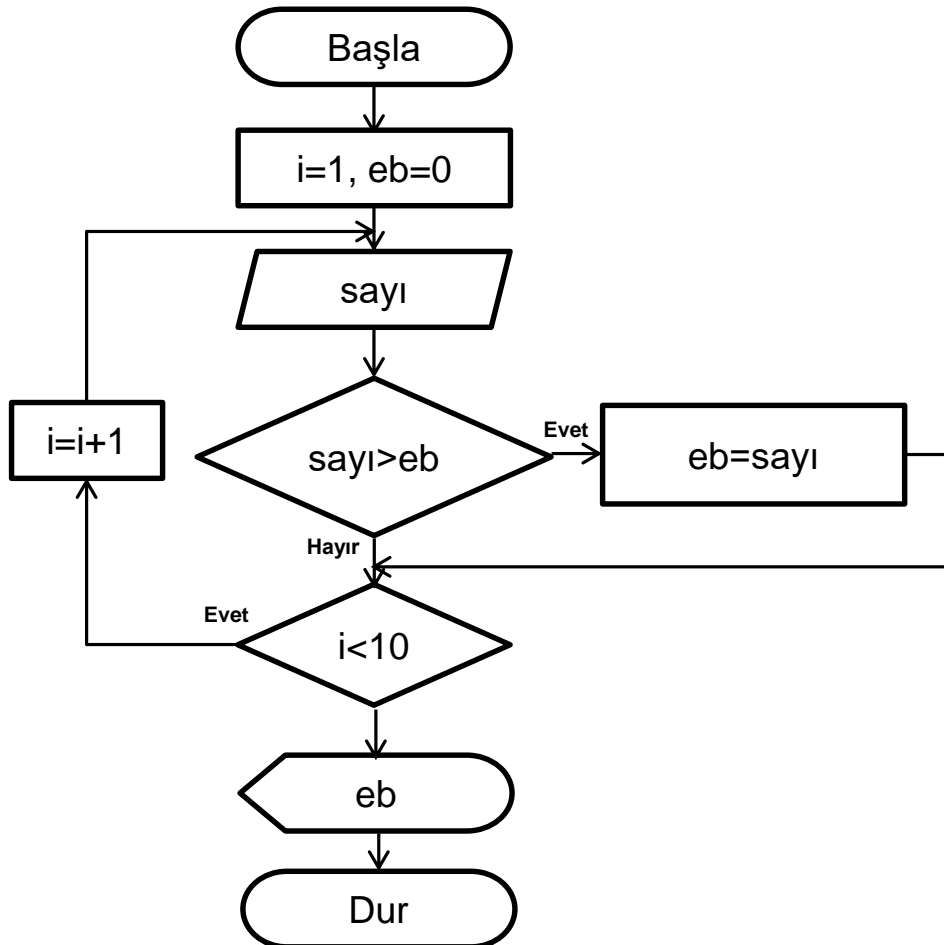 Başla
i=1, eb=0
sayı
i=i+1
sayı>eb
Evet
eb=sayı
Hayır
Evet
i<10
eb
Dur